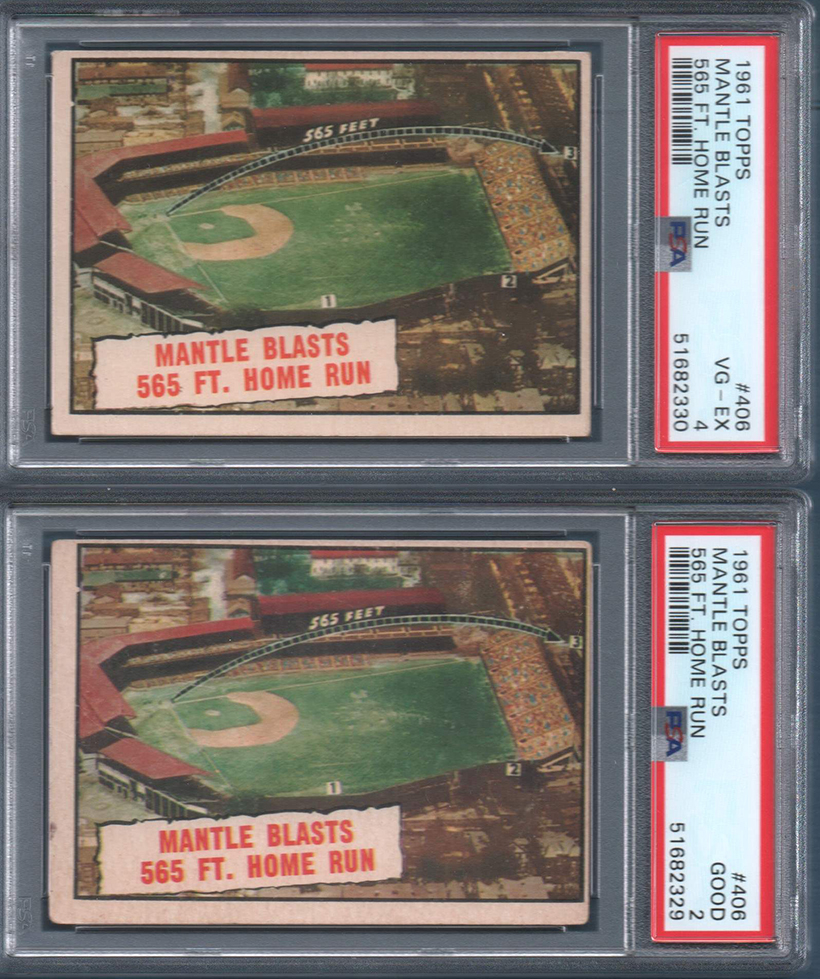 565 FEET
3
2
1
MANTLE BLASTS
565 FT. HOME RUN
1961 TOPPS
MANTLE BLASTS
565 FT. HOME RUN
PSA
#406
VG - EX
4
51682330
565 FEET
3
2
1
MANTLE BLASTS
565 FT. HOME RUN
1961 TOPPS
MANTLE BLASTS
565 FT. HOME RUN
PSA
#406
GOOD
2
51682329